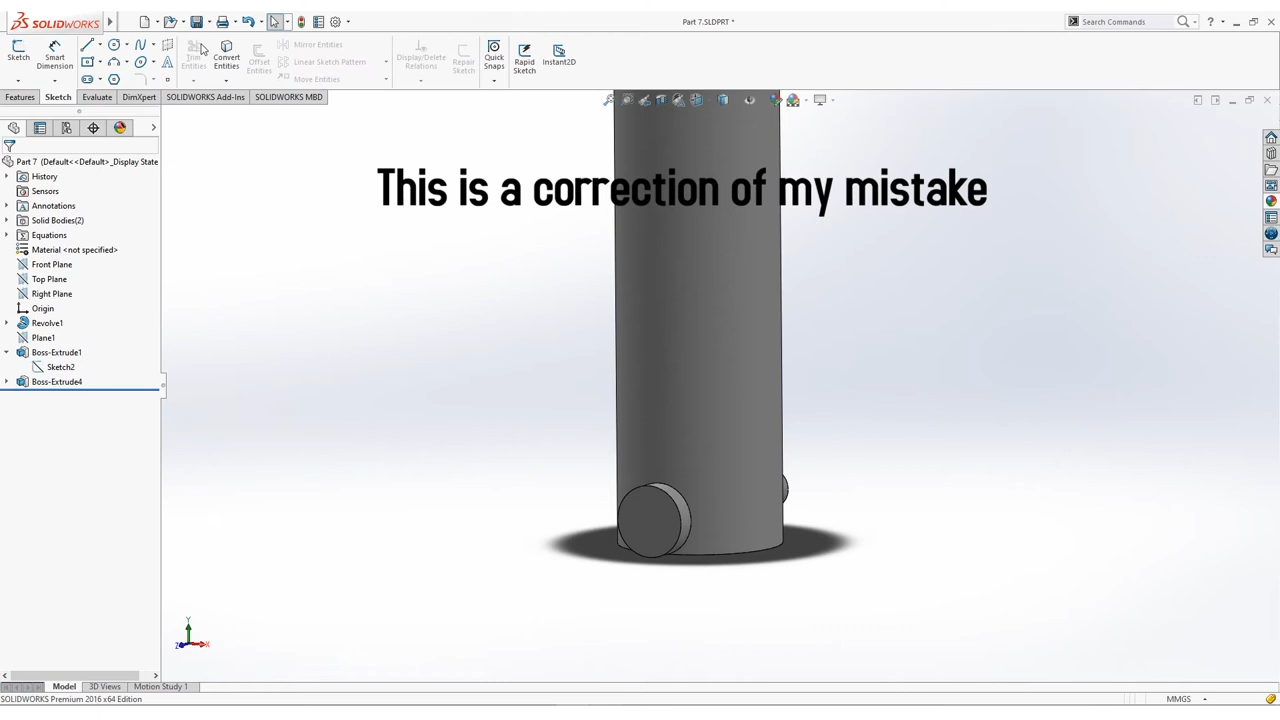 SOLIDWORKS
Part 7.SLDPRT *
Search Commands
Sketch
Smart Dimension
Trim Entities
Convert Entities
Offset Entities
Mirror Entities
Linear Sketch Pattern
Move Entities
Display/Delete Relations
Repair Sketch
Quick Snaps
Rapid Sketch
Instant2D
Features
Sketch
Evaluate
DimXpert
SOLIDWORKS Add-Ins
SOLIDWORKS MBD
This is a correction of my mistake
Part 7 (Default<<Default>_Display State
History
Sensors
Annotations
Solid Bodies(2)
Equations
Material <not specified>
Front Plane
Top Plane
Right Plane
Origin
Revolve1
Plane1
Boss-Extrude1
Sketch2
Boss-Extrude4
Y
Z
X
Model
3D Views
Motion Study 1
SOLIDWORKS Premium 2016 x64 Edition
MMGS